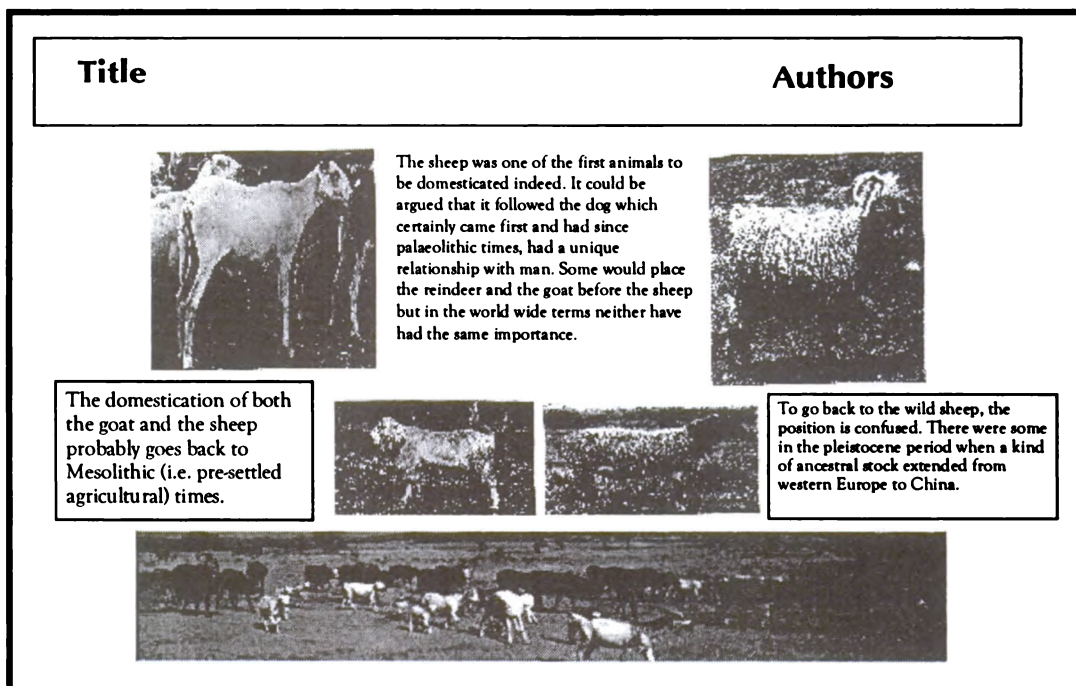 Title
Authors
The sheep was one of the first animals to
be domesticated indeed. It could be
argued that it followed the dog which
certainly came first and had since
palaeolithic times, had a unique
relationship with man. Some would place
the reindeer and the goat before the sheep
but in the world wide terms neither have
had the same importance.
The domestication of both
the goat and the sheep
probably goes back to
Mesolithic (i.e. pre-settled
agricultural) times.
To go back to the wild sheep, the
position is confused. There were some
in the pleistocene period when a kind
of ancestral stock extended from
western Europe to China.